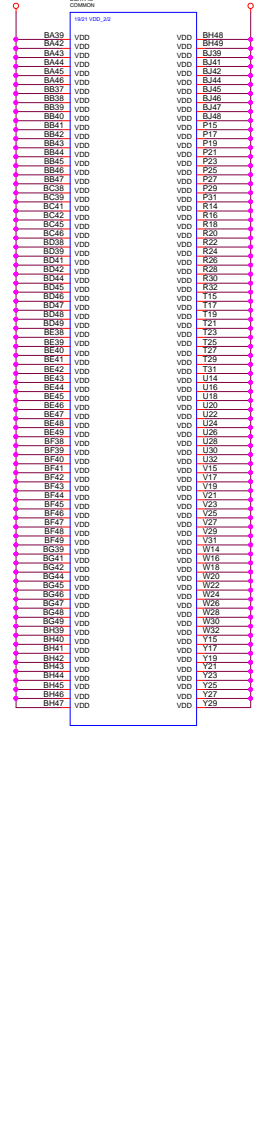 COMMON
19/21 VDD_2/2
BA39 VDD VDD BH48
BA42 VDD VDD BH49
BA43 VDD VDD BJ39
BA44 VDD VDD BJ41
BA45 VDD VDD BJ42
BA46 VDD VDD BJ44
BB37 VDD VDD BJ45
BB38 VDD VDD BJ46
BB39 VDD VDD BJ47
BB40 VDD VDD BJ48
BB41 VDD VDD P15
BB42 VDD VDD P17
BB43 VDD VDD P19
BB44 VDD VDD P21
BB45 VDD VDD P23
BB46 VDD VDD P25
BB47 VDD VDD P27
BC38 VDD VDD P29
BC39 VDD VDD P31
BC41 VDD VDD R14
BC42 VDD VDD R16
BC45 VDD VDD R18
BC46 VDD VDD R20
BD38 VDD VDD R22
BD39 VDD VDD R24
BD41 VDD VDD R26
BD42 VDD VDD R28
BD44 VDD VDD R30
BD45 VDD VDD R32
BD46 VDD VDD T15
BD47 VDD VDD T17
BD48 VDD VDD T19
BD49 VDD VDD T21
BE38 VDD VDD T23
BE39 VDD VDD T25
BE40 VDD VDD T27
BE41 VDD VDD T29
BE42 VDD VDD T31
BE43 VDD VDD U14
BE44 VDD VDD U16
BE45 VDD VDD U18
BE46 VDD VDD U20
BE47 VDD VDD U22
BE48 VDD VDD U24
BE49 VDD VDD U26
BF38 VDD VDD U28
BF39 VDD VDD U30
BF40 VDD VDD U32
BF41 VDD VDD V15
BF42 VDD VDD V17
BF43 VDD VDD V19
BF44 VDD VDD V21
BF45 VDD VDD V23
BF46 VDD VDD V25
BF47 VDD VDD V27
BF48 VDD VDD V29
BF49 VDD VDD V31
BG39 VDD VDD W14
BG41 VDD VDD W16
BG42 VDD VDD W18
BG44 VDD VDD W20
BG45 VDD VDD W22
BG46 VDD VDD W24
BG47 VDD VDD W26
BG48 VDD VDD W28
BG49 VDD VDD W30
BH39 VDD VDD W32
BH40 VDD VDD Y15
BH41 VDD VDD Y17
BH42 VDD VDD Y19
BH43 VDD VDD Y21
BH44 VDD VDD Y23
BH45 VDD VDD Y25
BH46 VDD VDD Y27
BH47 VDD VDD Y29